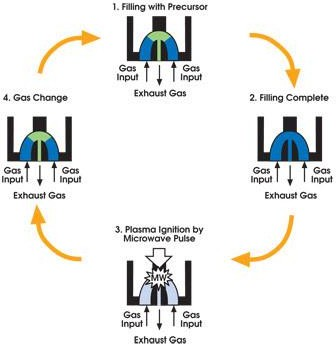 1. Filling with Precursor
Gas
Input
Gas
Input
Exhaust Gas
2. Filling Complete
Gas
Input
Gas
Input
Exhaust Gas
3. Plasma Ignition by
Microwave Pulse
MW
Gas
Input
Gas
Input
Exhaust Gas
4. Gas Change
Gas
Input
Gas
Input
Exhaust Gas